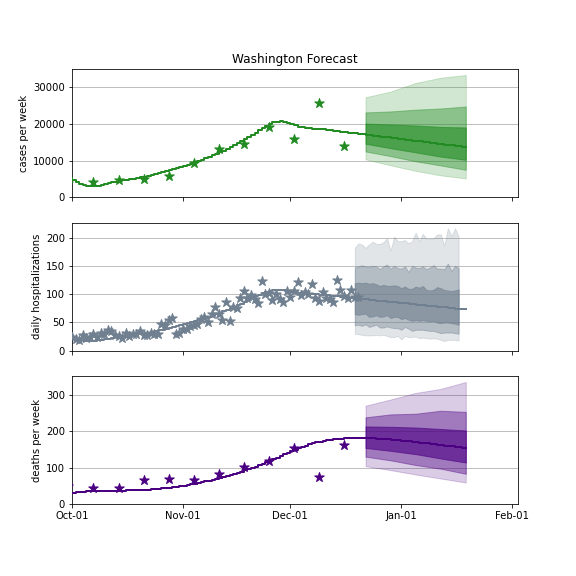 Washington Forecast
cases per week
30000
20000
10000
0
daily hospitalizations
200
150
100
50
0
deaths per week
300
200
100
0
Oct-01 Nov-01 Dec-01 Jan-01 Feb-01